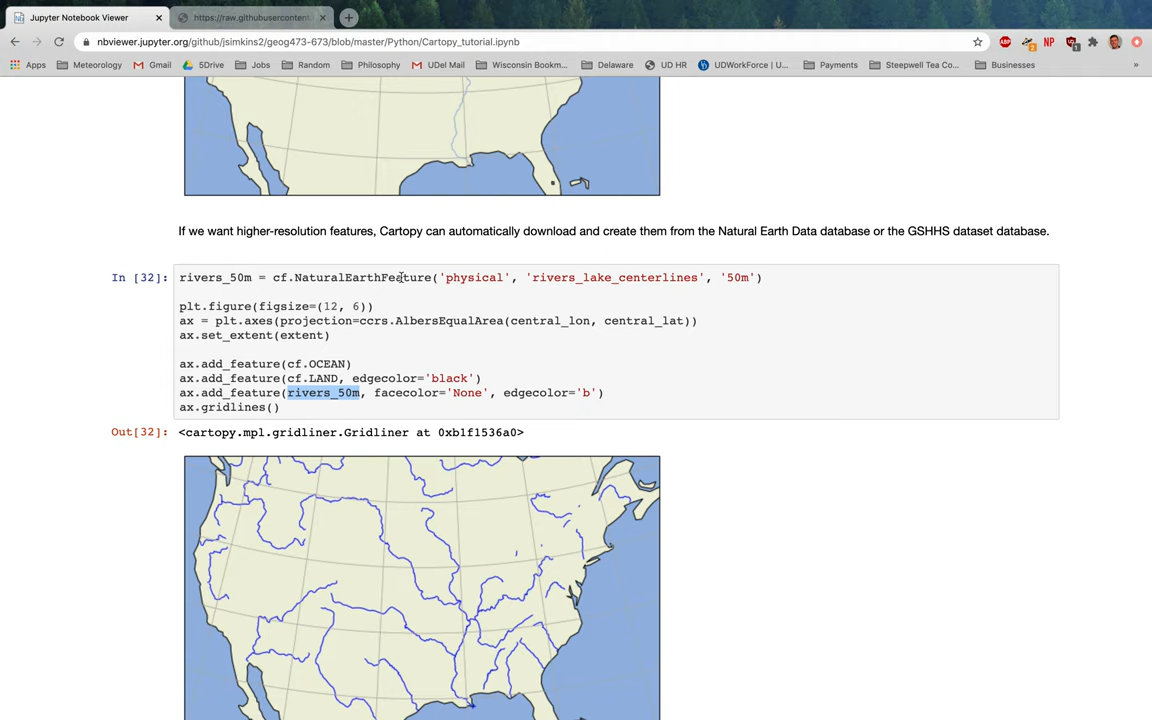 Jupyter Notebook Viewer
https://raw.githubusercontent
nbviewer.jupyter.org/github/jsimkins2/geog473-673/blob/master/Python/Cartopy_tutorial.ipynb
Apps Meteorology Gmail 5Drive Jobs Random Philosophy UDel Mail Wisconsin Bookm... Delaware UD HR UDWorkForce / U... Payments Steepwell Tea Co... Businesses »
If we want higher-resolution features, Cartopy can automatically download and create them from the Natural Earth Data database or the GSHHS dataset database.
In [32]: rivers_50m = cf.NaturalEarthFeature('physical', 'rivers_lake_centerlines', '50m')
plt.figure(figsize=(12, 6))
ax = plt.axes(projection=ccrs.AlbersEqualArea(central_lon, central_lat))
ax.set_extent(extent)
ax.add_feature(cf.OCEAN)
ax.add_feature(cf.LAND, edgecolor='black')
ax.add_feature(rivers_50m, facecolor='None', edgecolor='b')
ax.gridlines()
Out[32]: <cartopy.mpl.gridliner.Gridliner at 0xb1f1536a0>